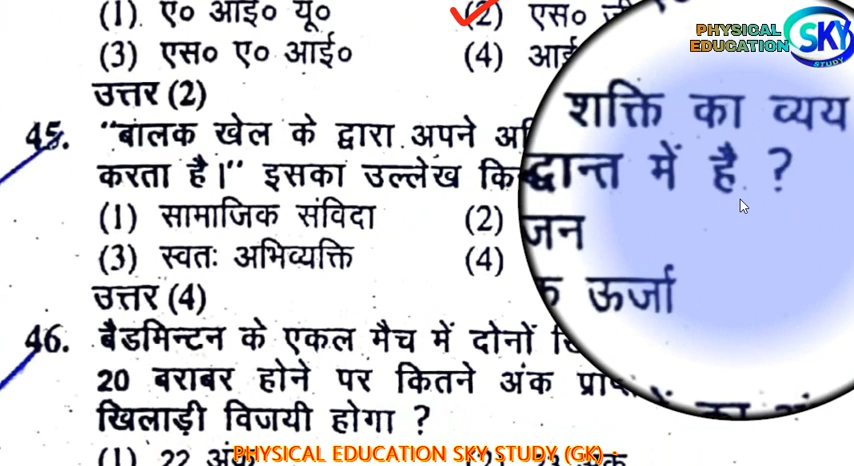 (1) ए० आई० यू० (2) एस०
(3) एस० ए० आई० (4)
उत्तर (2)
PHYSICAL EDUCATION SKY STUDY
शक्ति का व्यय
45. “बालक खेल के द्वारा अपने
करता है।” इसका उल्लेख द्धान्त में है ?
(1) सामाजिक संविदा (2) जन
(3) स्वतः अभिव्यक्ति (4) ऊर्जा
उत्तर (4)
46. बैडमिन्टन के एकल मैच में दोनों
20 बराबर होने पर कितने अंक
खिलाड़ी विजयी होगा ?
(1) 22 अंक
PHYSICAL EDUCATION SKY STUDY (GK) -